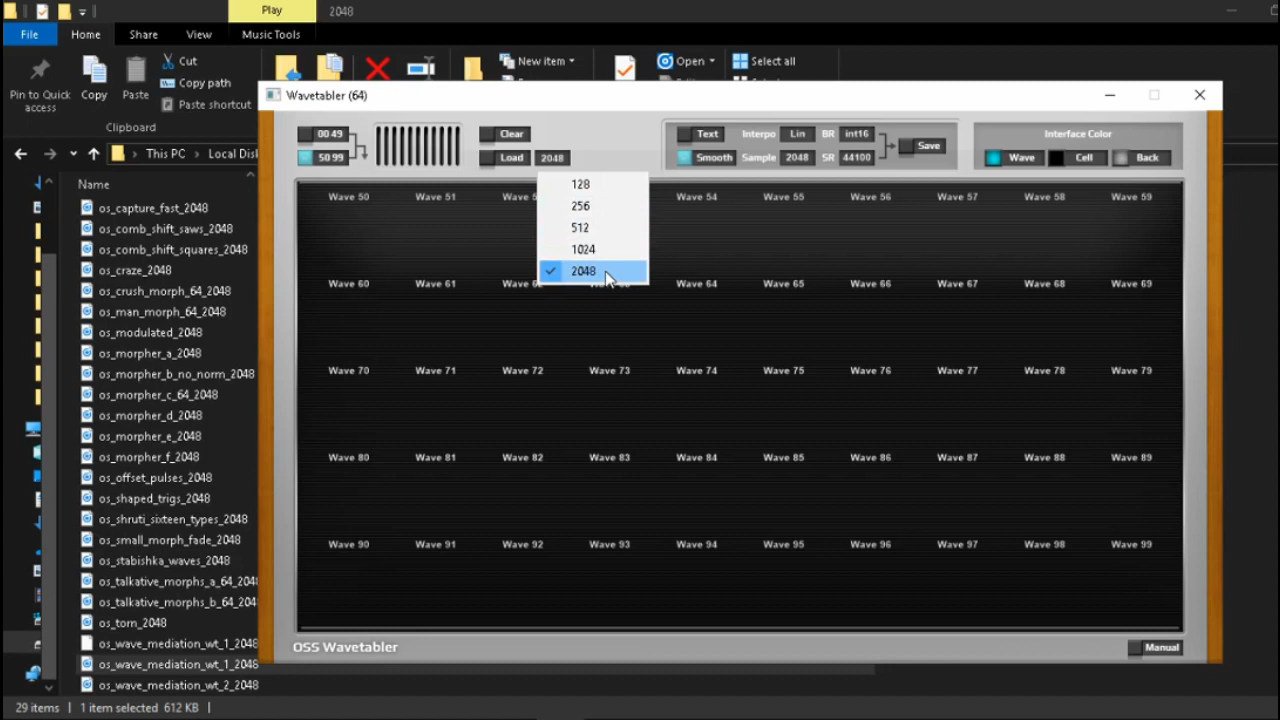 Play
2048
File
Home
Share
View
Music Tools
Pin to Quick
access
Copy
Paste
Cut
Copy path
Paste shortcut
New item
Open
Select all
Clipboard
This PC
Local Disk
Name
os_capture_fast_2048
os_comb_shift_saws_2048
os_comb_shift_squares_2048
os_craze_2048
os_crush_morph_64_2048
os_man_morph_64_2048
os_modulated_2048
os_morpher_a_2048
os_morpher_b_no_norm_2048
os_morpher_c_64_2048
os_morpher_d_2048
os_morpher_e_2048
os_morpher_f_2048
os_offset_pulses_2048
os_shaped_trigs_2048
os_shruti_sixteen_types_2048
os_small_morph_fade_2048
os_stabishka_waves_2048
os_talkative_morphs_a_64_2048
os_talkative_morphs_b_64_2048
os_torn_2048
os_wave_mediation_wt_1_2048
os_wave_mediation_wt_1_2048
os_wave_mediation_wt_2_2048
29 items
1 item selected 612 KB
Wavetabler (64)
00 49
50 99
Clear
Load 2048
Text Interpo Lin BR int16
Smooth Sample 2048 SR 44100
Save
Interface Color
Wave Cell Back
128
256
512
1024
2048
Wave 50 Wave 51 Wave 5 Wave 54 Wave 55 Wave 56 Wave 57 Wave 58 Wave 59
Wave 60 Wave 61 Wave 6 Wave 64 Wave 65 Wave 66 Wave 67 Wave 68 Wave 69
Wave 70 Wave 71 Wave 72 Wave 73 Wave 74 Wave 75 Wave 76 Wave 77 Wave 78 Wave 79
Wave 80 Wave 81 Wave 82 Wave 83 Wave 84 Wave 85 Wave 86 Wave 87 Wave 88 Wave 89
Wave 90 Wave 91 Wave 92 Wave 93 Wave 94 Wave 95 Wave 96 Wave 97 Wave 98 Wave 99
OSS Wavetabler
Manual